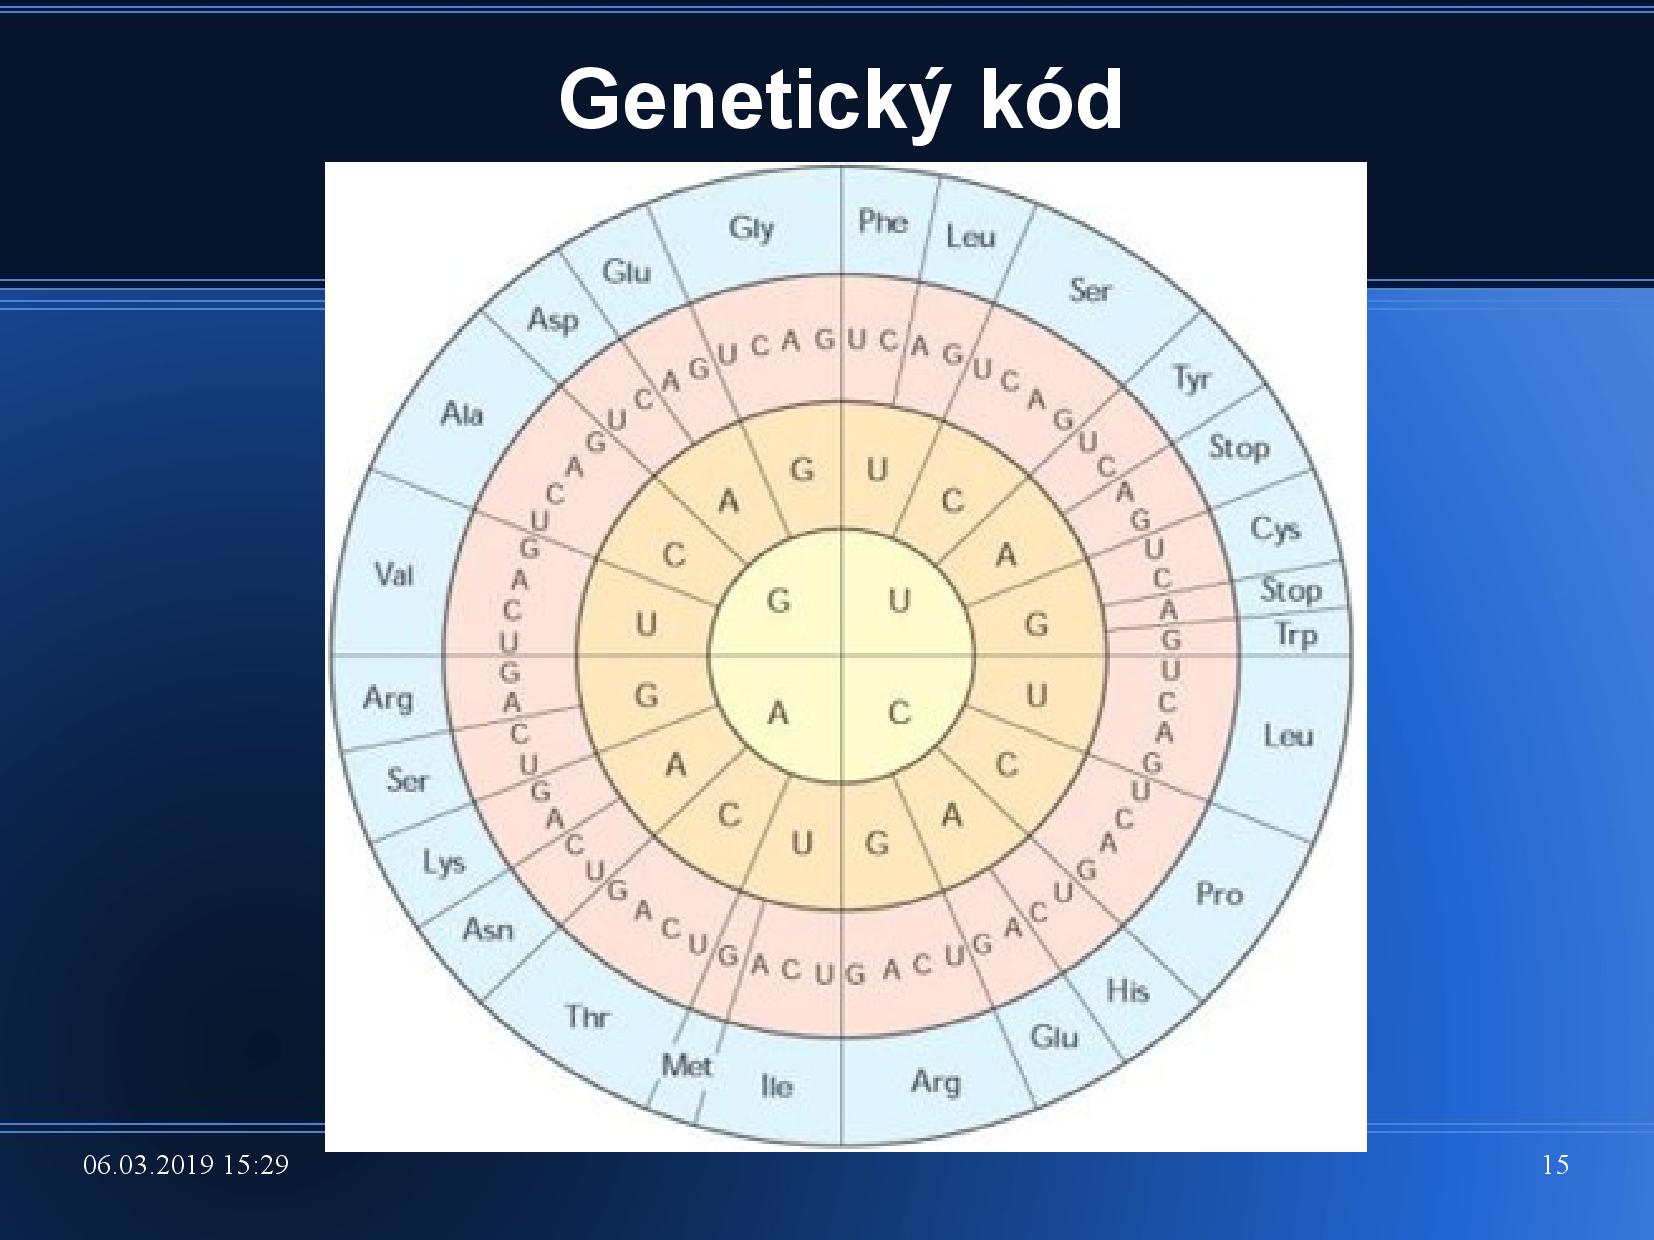 Genetický kód
Gly
Phe
Leu
Ser
Tyr
Stop
Cys
Stop
Trp
Leu
Pro
His
Glu
Arg
Ile
Met
Thr
Asn
Lys
Ser
Arg
Val
Ala
Asp
Glu
U C A G U C A G U C A G U C A G
U C A G U C A G U C A G U C A G
U C A G U C A G U C A G U C A G
U C A G U C A G U C A G U C A G
U C A G
U C A G
U C A G
U C A G
G U
A C
06.03.2019 15:29
15